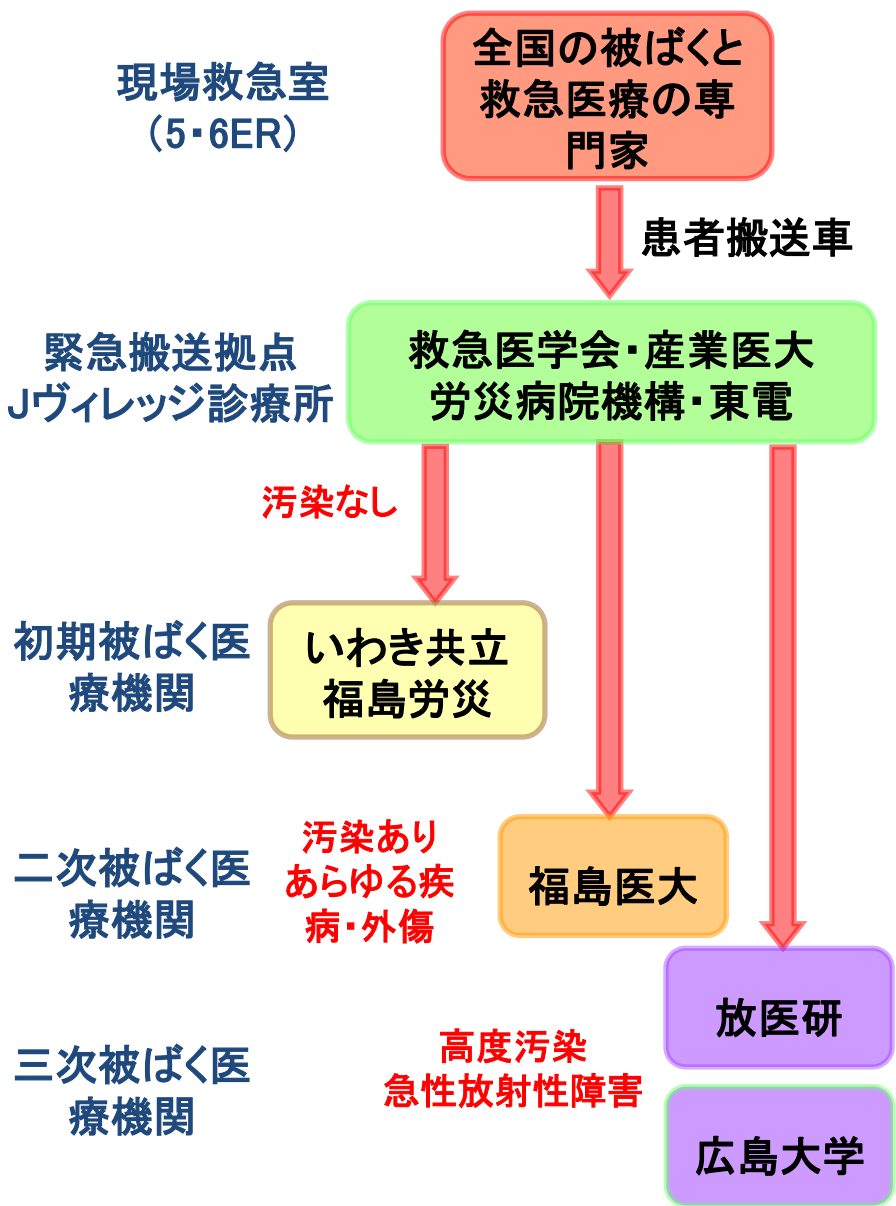 現場救急室
（5・6ER）
全国の被ばくと
救急医療の専
門家
患者搬送車
緊急搬送拠点
Jヴィレッジ診療所
救急医学会・産業医大
労災病院機構・東電
汚染なし
初期被ばく医
療機関
いわき共立
福島労災
二次被ばく医
療機関
汚染あり
あらゆる疾
病・外傷
福島医大
三次被ばく医
療機関
高度汚染
急性放射性障害
放医研
広島大学